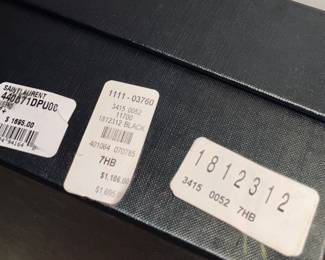 SAINT LAURENT
$ 1695.00
1111-03760
3415 0052
11700
1812312 BLACK
401064 070785
7HB
$1,186.00
1812312
3415 0052 7HB